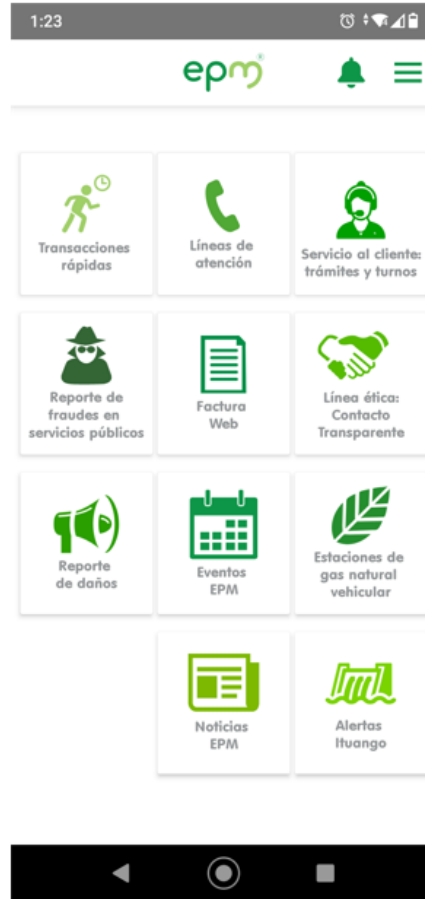 1:23
epm
Transacciones
rápidas
Líneas de
atención
Servicio al cliente:
trámites y turnos
Reporte de
fraudes en
servicios públicos
Factura
Web
Línea ética:
Contacto
Transparente
Reporte
de daños
Eventos
EPM
Estaciones de
gas natural
vehicular
Noticias
EPM
Alertas
Ituango